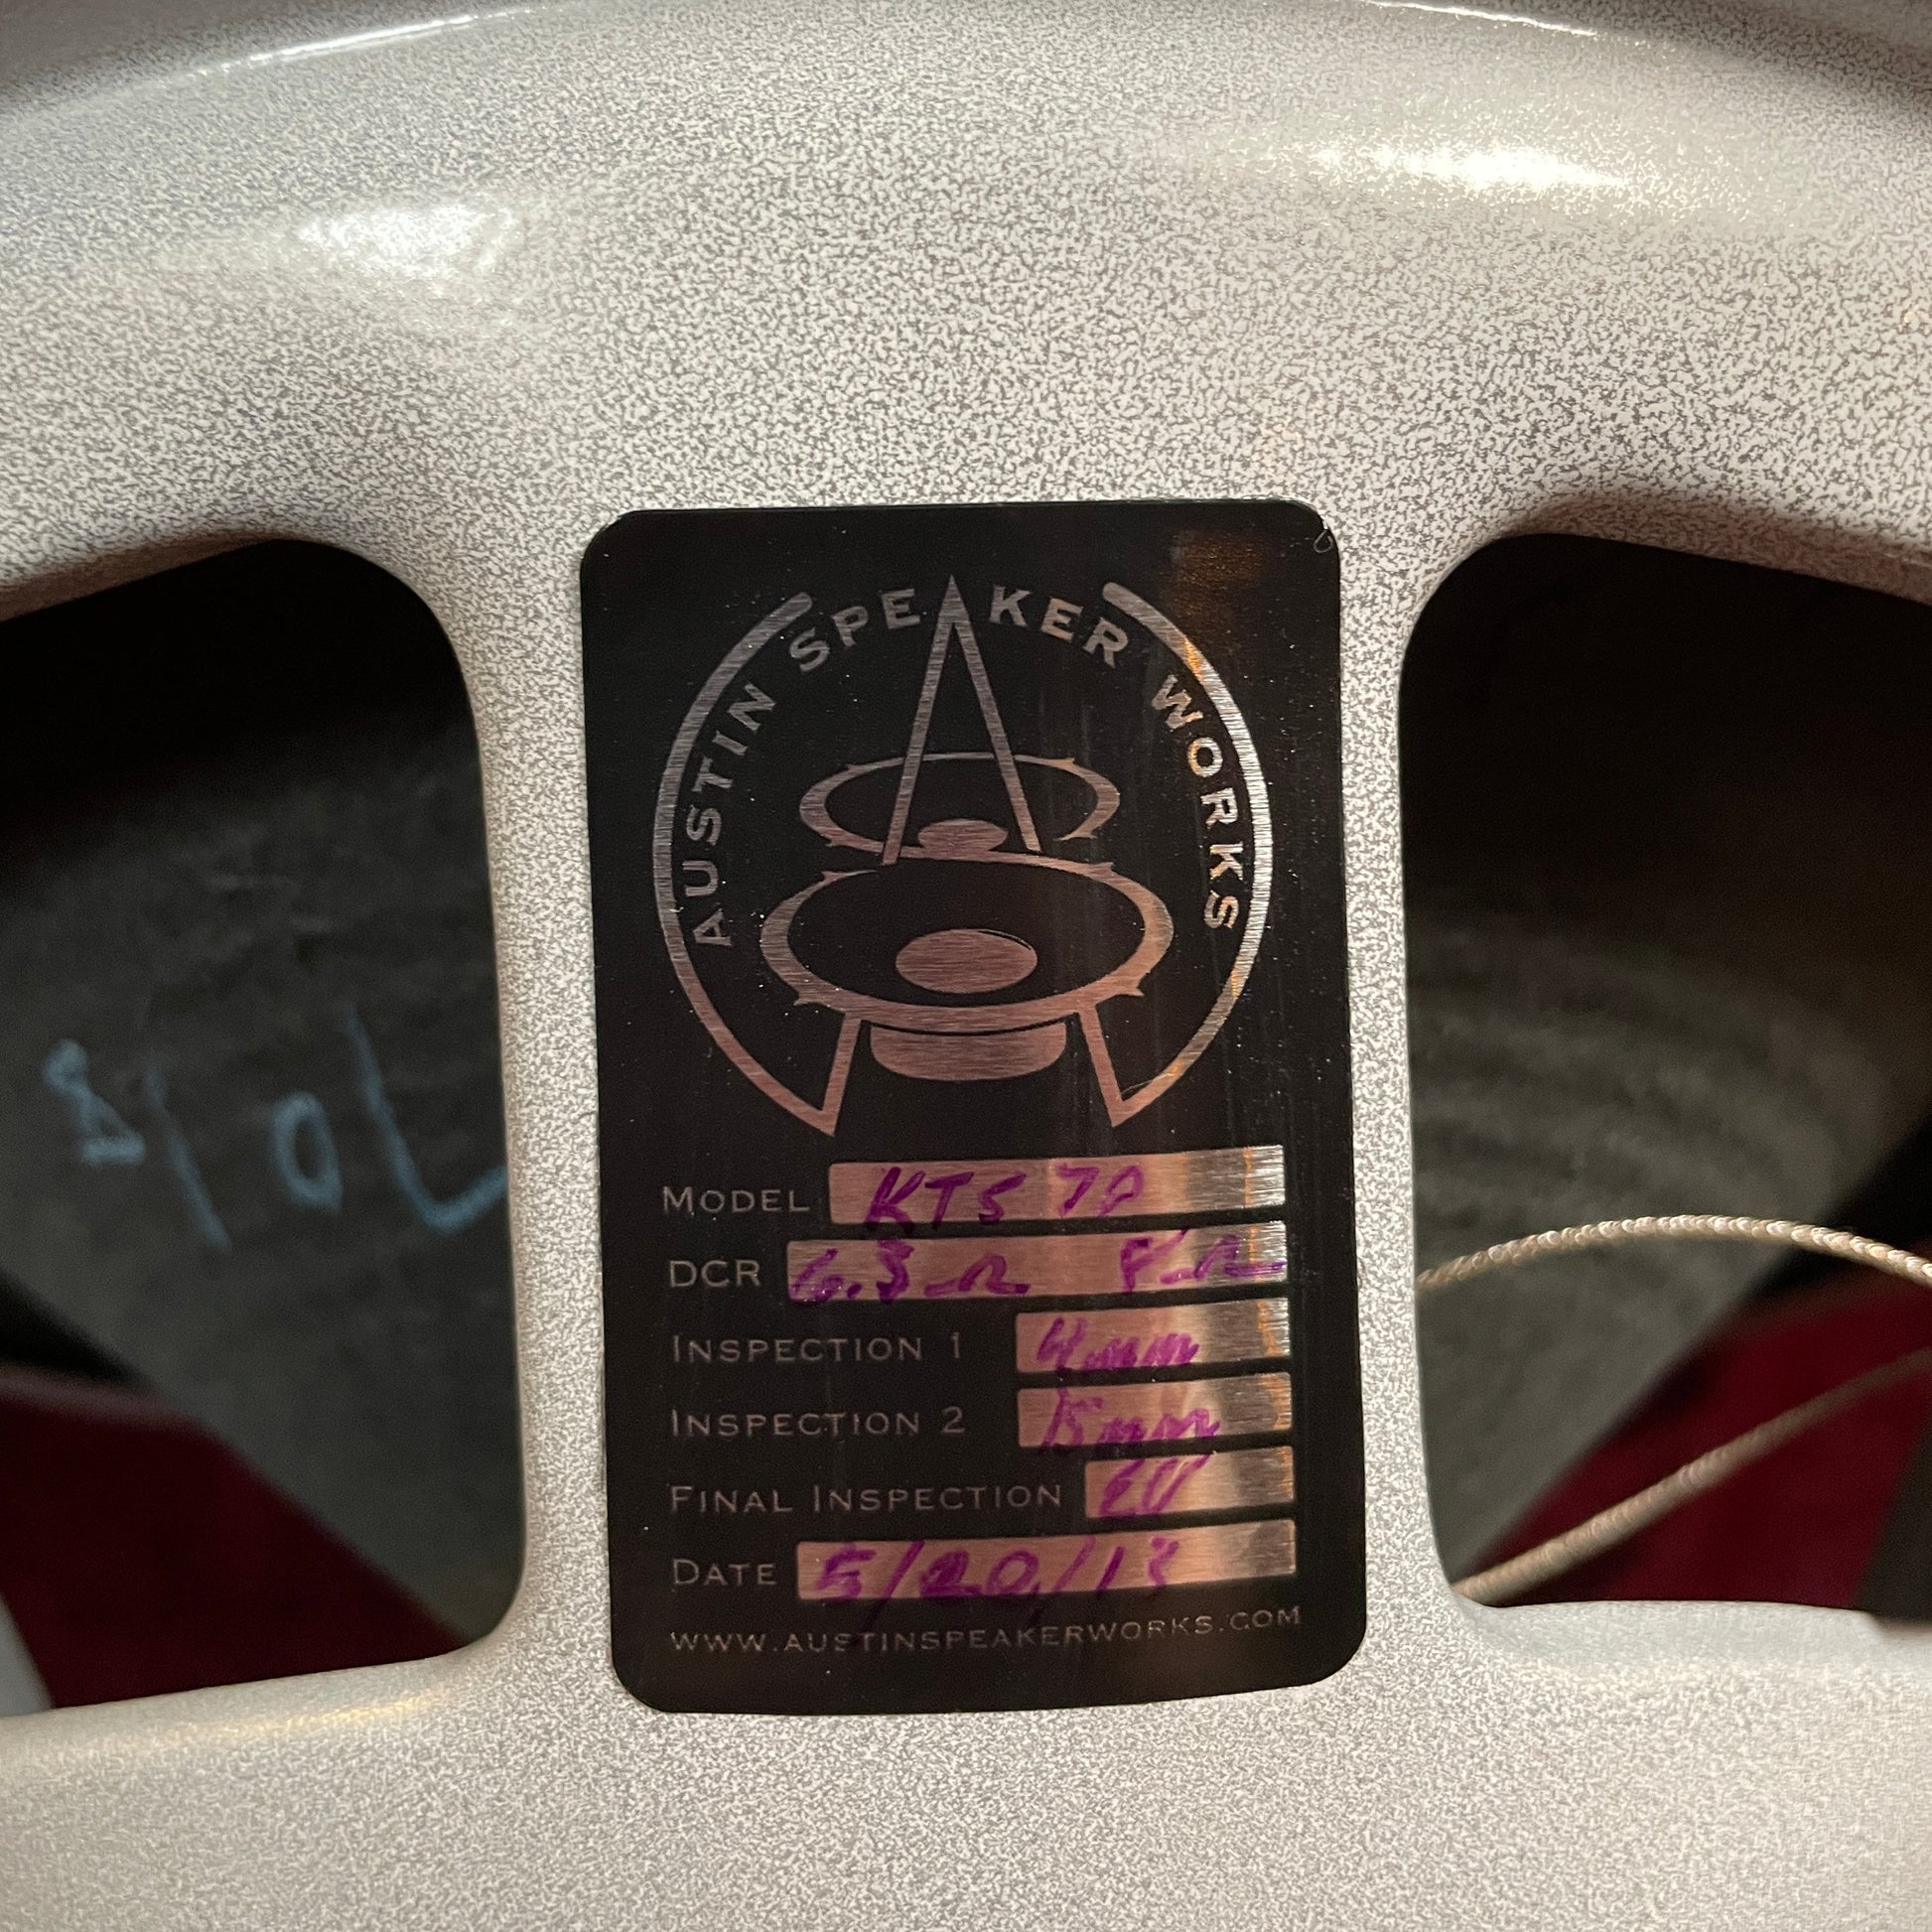 AUSTIN SPEAKER WORKS
MODEL KTS 70
DCR 6.3Ω 8Ω
INSPECTION 1 4mm
INSPECTION 2 15mm
FINAL INSPECTION
DATE 5/20/13
WWW.AUSTINSPEAKERWORKS.COM